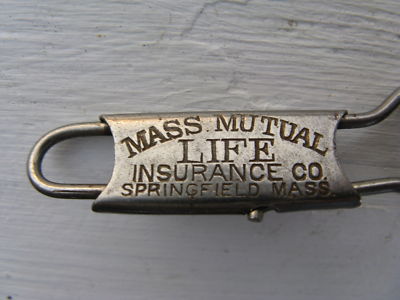 MASS MUTUAL
LIFE
INSURANCE CO.
SPRINGFIELD MASS.